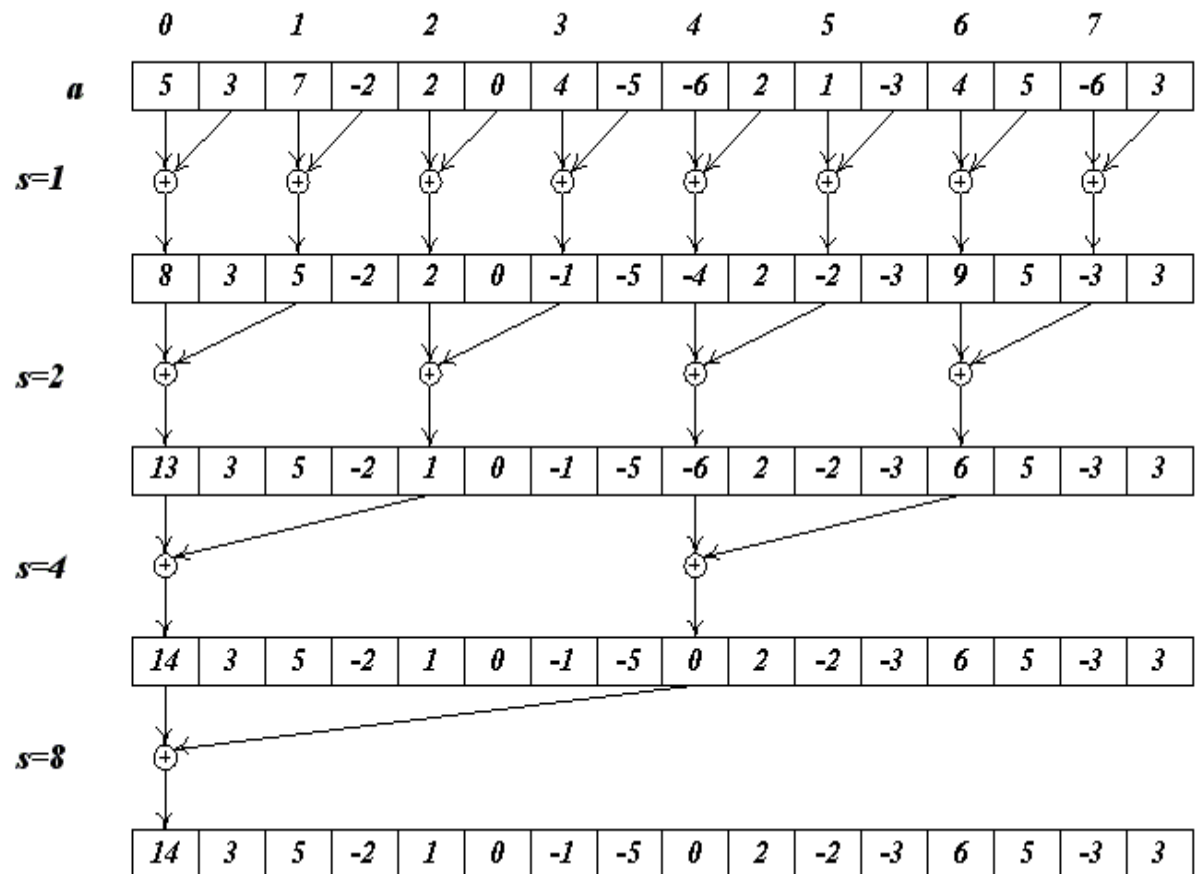 0 1 2 3 4 5 6 7
a 5 3 7 -2 2 0 4 -5 -6 2 1 -3 4 5 -6 3
+ + + + + + + +
s=1
8 3 5 -2 2 0 -1 -5 -4 2 -2 -3 9 5 -3 3
+ + + +
s=2
13 3 5 -2 1 0 -1 -5 -6 2 -2 -3 6 5 -3 3
+ +
s=4
14 3 5 -2 1 0 -1 -5 0 2 -2 -3 6 5 -3 3
+
s=8
14 3 5 -2 1 0 -1 -5 0 2 -2 -3 6 5 -3 3